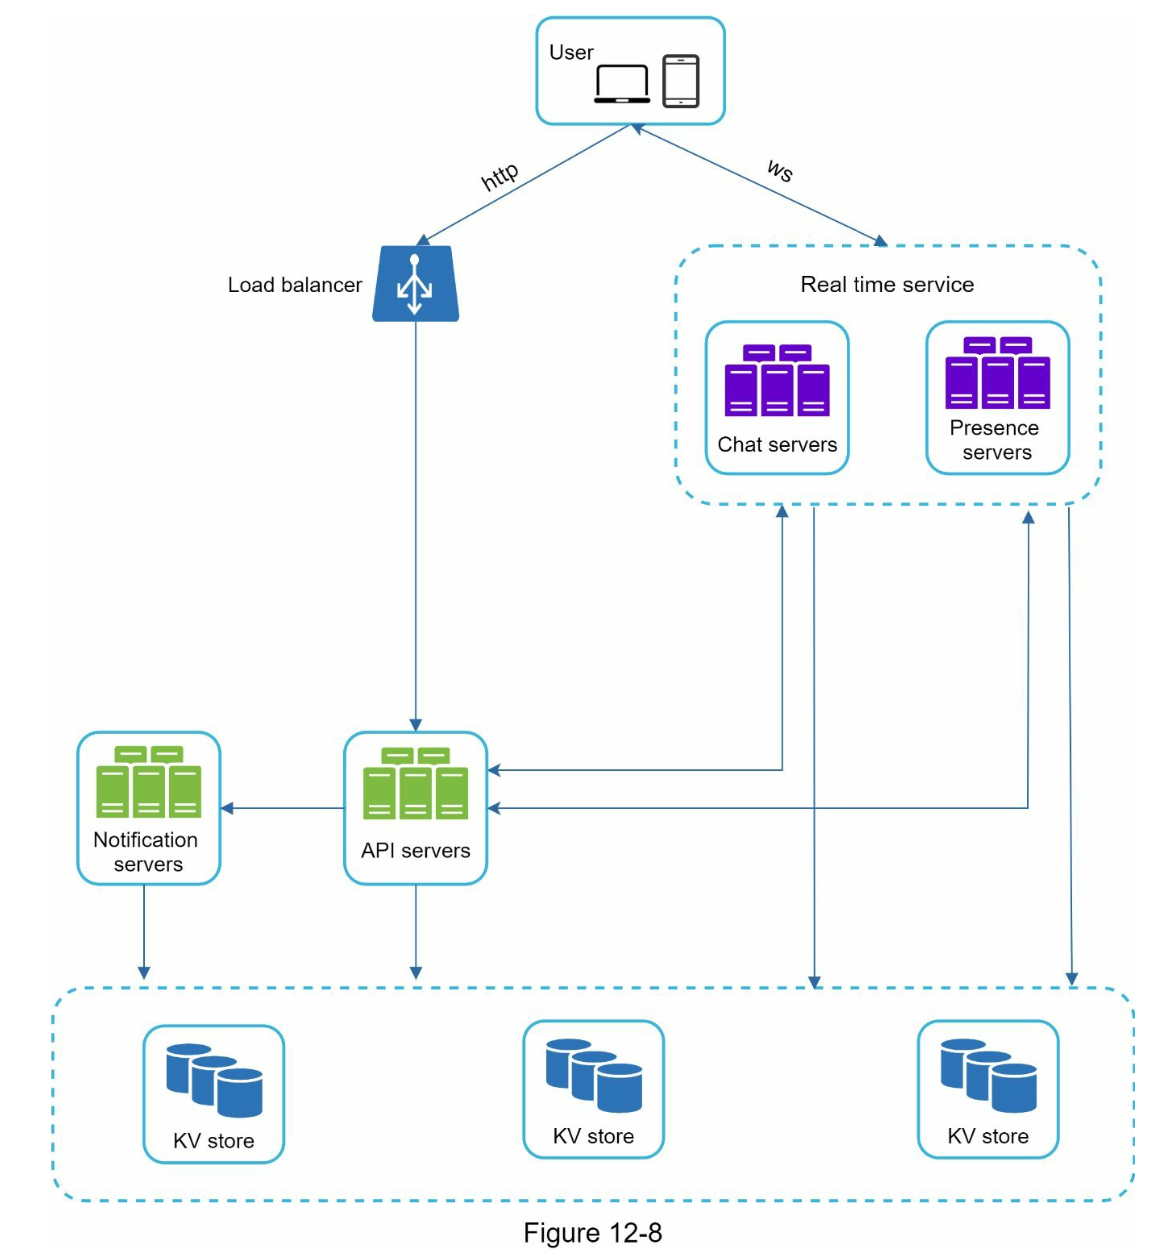 User
http
ws
Load balancer
Real time service
Chat servers
Presence
servers
Notification
servers
API servers
KV store
KV store
KV store
Figure 12-8